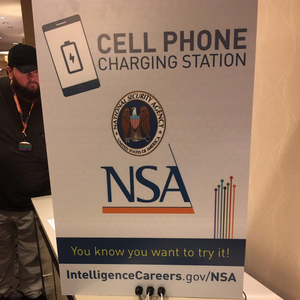 CELL PHONE
CHARGING STATION
NATIONAL SECURITY AGENCY
UNITED STATES OF AMERICA
NSA
You know you want to try it!
IntelligenceCareers.gov/NSA